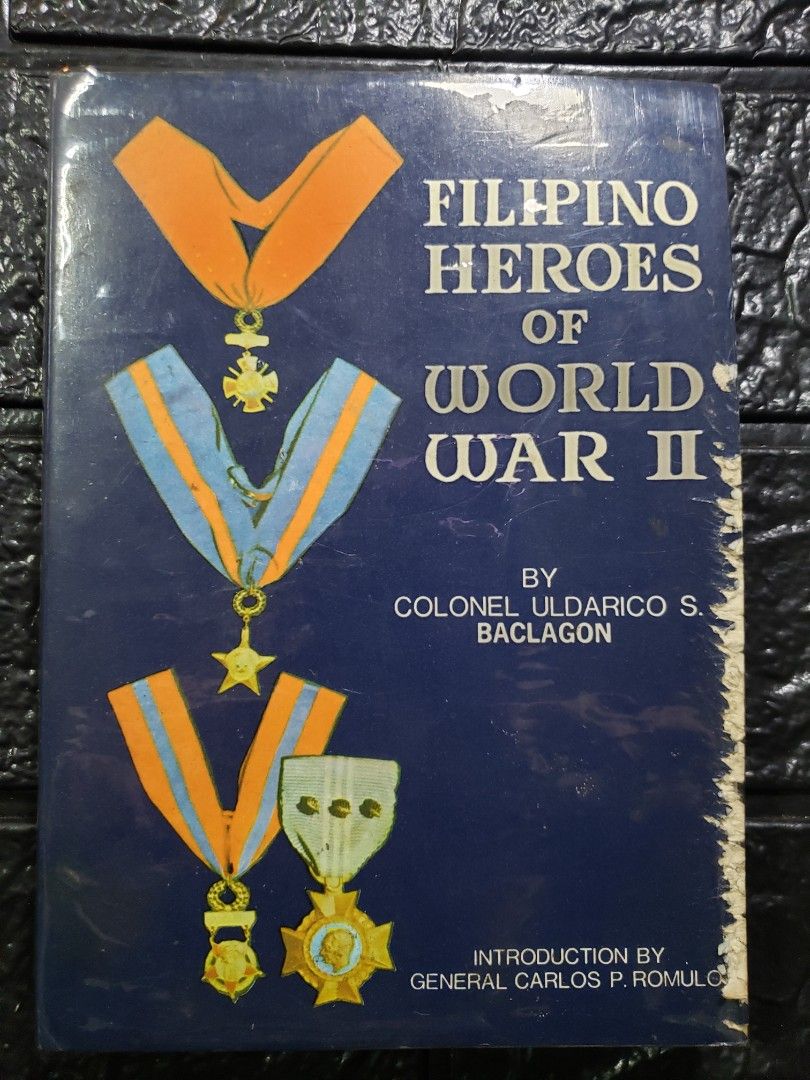 FILIPINO
HEROES
OF
WORLD
WAR II
BY
COLONEL ULDARICO S.
BACLAGON
INTRODUCTION BY
GENERAL CARLOS P. ROMULO